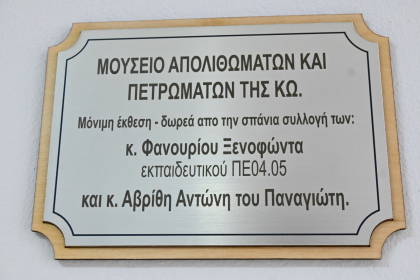 ΜΟΥΣΕΙΟ ΑΠΟΛΙΘΩΜΑΤΩΝ ΚΑΙ
ΠΕΤΡΩΜΑΤΩΝ ΤΗΣ ΚΩ.
Μόνιμη έκθεση - δωρεά απο την σπάνια συλλογή των:
κ. Φανουρίου Ξενοφώντα
εκπαιδευτικού ΠΕ04.05
και κ. Αβρίθη Αντώνη του Παναγιώτη.